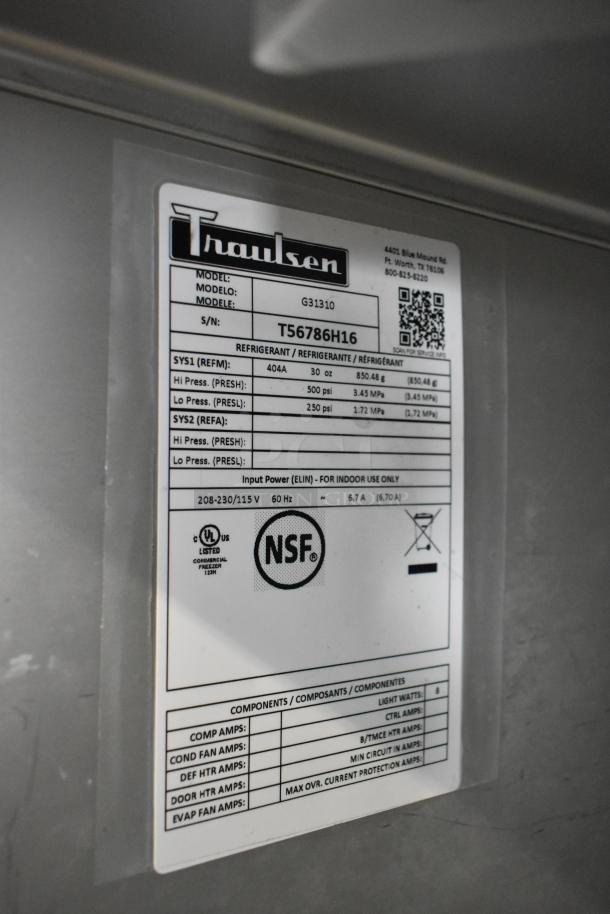 Traulsen
4401 Blue Mound Rd.
Ft. Worth, TX 76106
800-825-8220
MODEL:
MODELO:
MODELE:
G31310
S/N:
T56786H16
SCAN FOR SERVICE INFO
REFRIGERANT / REFRIGERANTE / RÉFRIGÉRANT
SYS1 (REFM): 404A 30 oz 850.48 g (850,48 g)
Hi Press. (PRESH): 500 psi 3.45 MPa (3,45 MPa)
Lo Press. (PRESL): 250 psi 1.72 MPa (1,72 MPa)
SYS2 (REFA):
Hi Press. (PRESH):
Lo Press. (PRESL):
Input Power (ELIN) - FOR INDOOR USE ONLY
208-230/115 V 60 Hz ~ 6.7 A (6,70 A)
C UL US
LISTED
COMMERCIAL
FREEZER
123H
NSF®
COMPONENTS / COMPOSANTS / COMPONENTES
COMP AMPS: LIGHT WATTS: 8
COND FAN AMPS: CTRL AMPS:
DEF HTR AMPS: B/TMCE HTR AMPS:
DOOR HTR AMPS: MIN CIRCUIT IN AMPS:
EVAP FAN AMPS: MAX OVR. CURRENT PROTECTION AMPS: